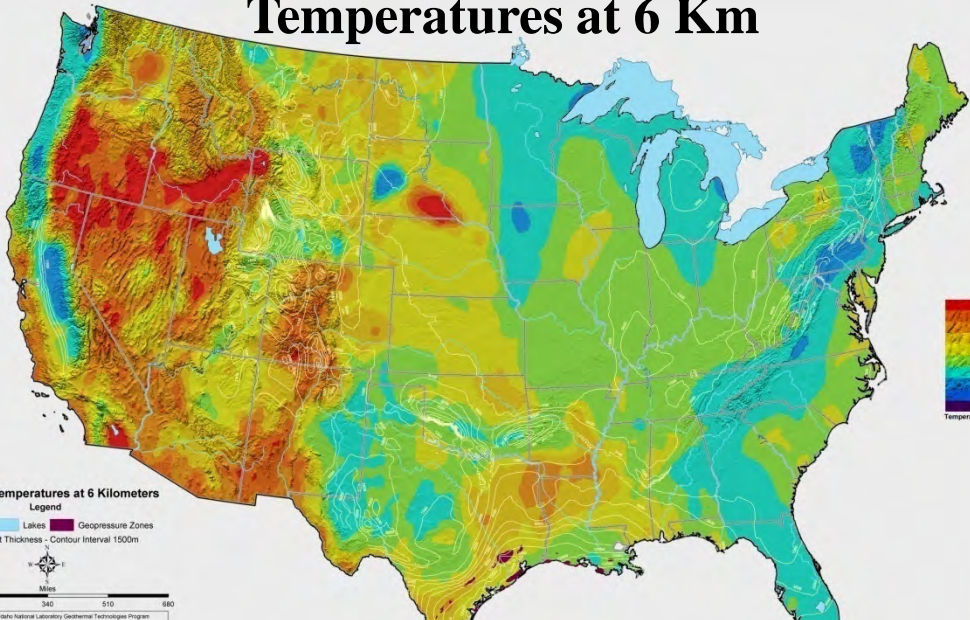 Temperatures at 6 Km
Tempera
emperatures at 6 Kilometers
Legend
Lakes
Geopressure Zones
t Thickness - Contour Interval 1500m
N
W E
S
Miles
340 510 680
daho National Laboratory Geothermal Technologies Program